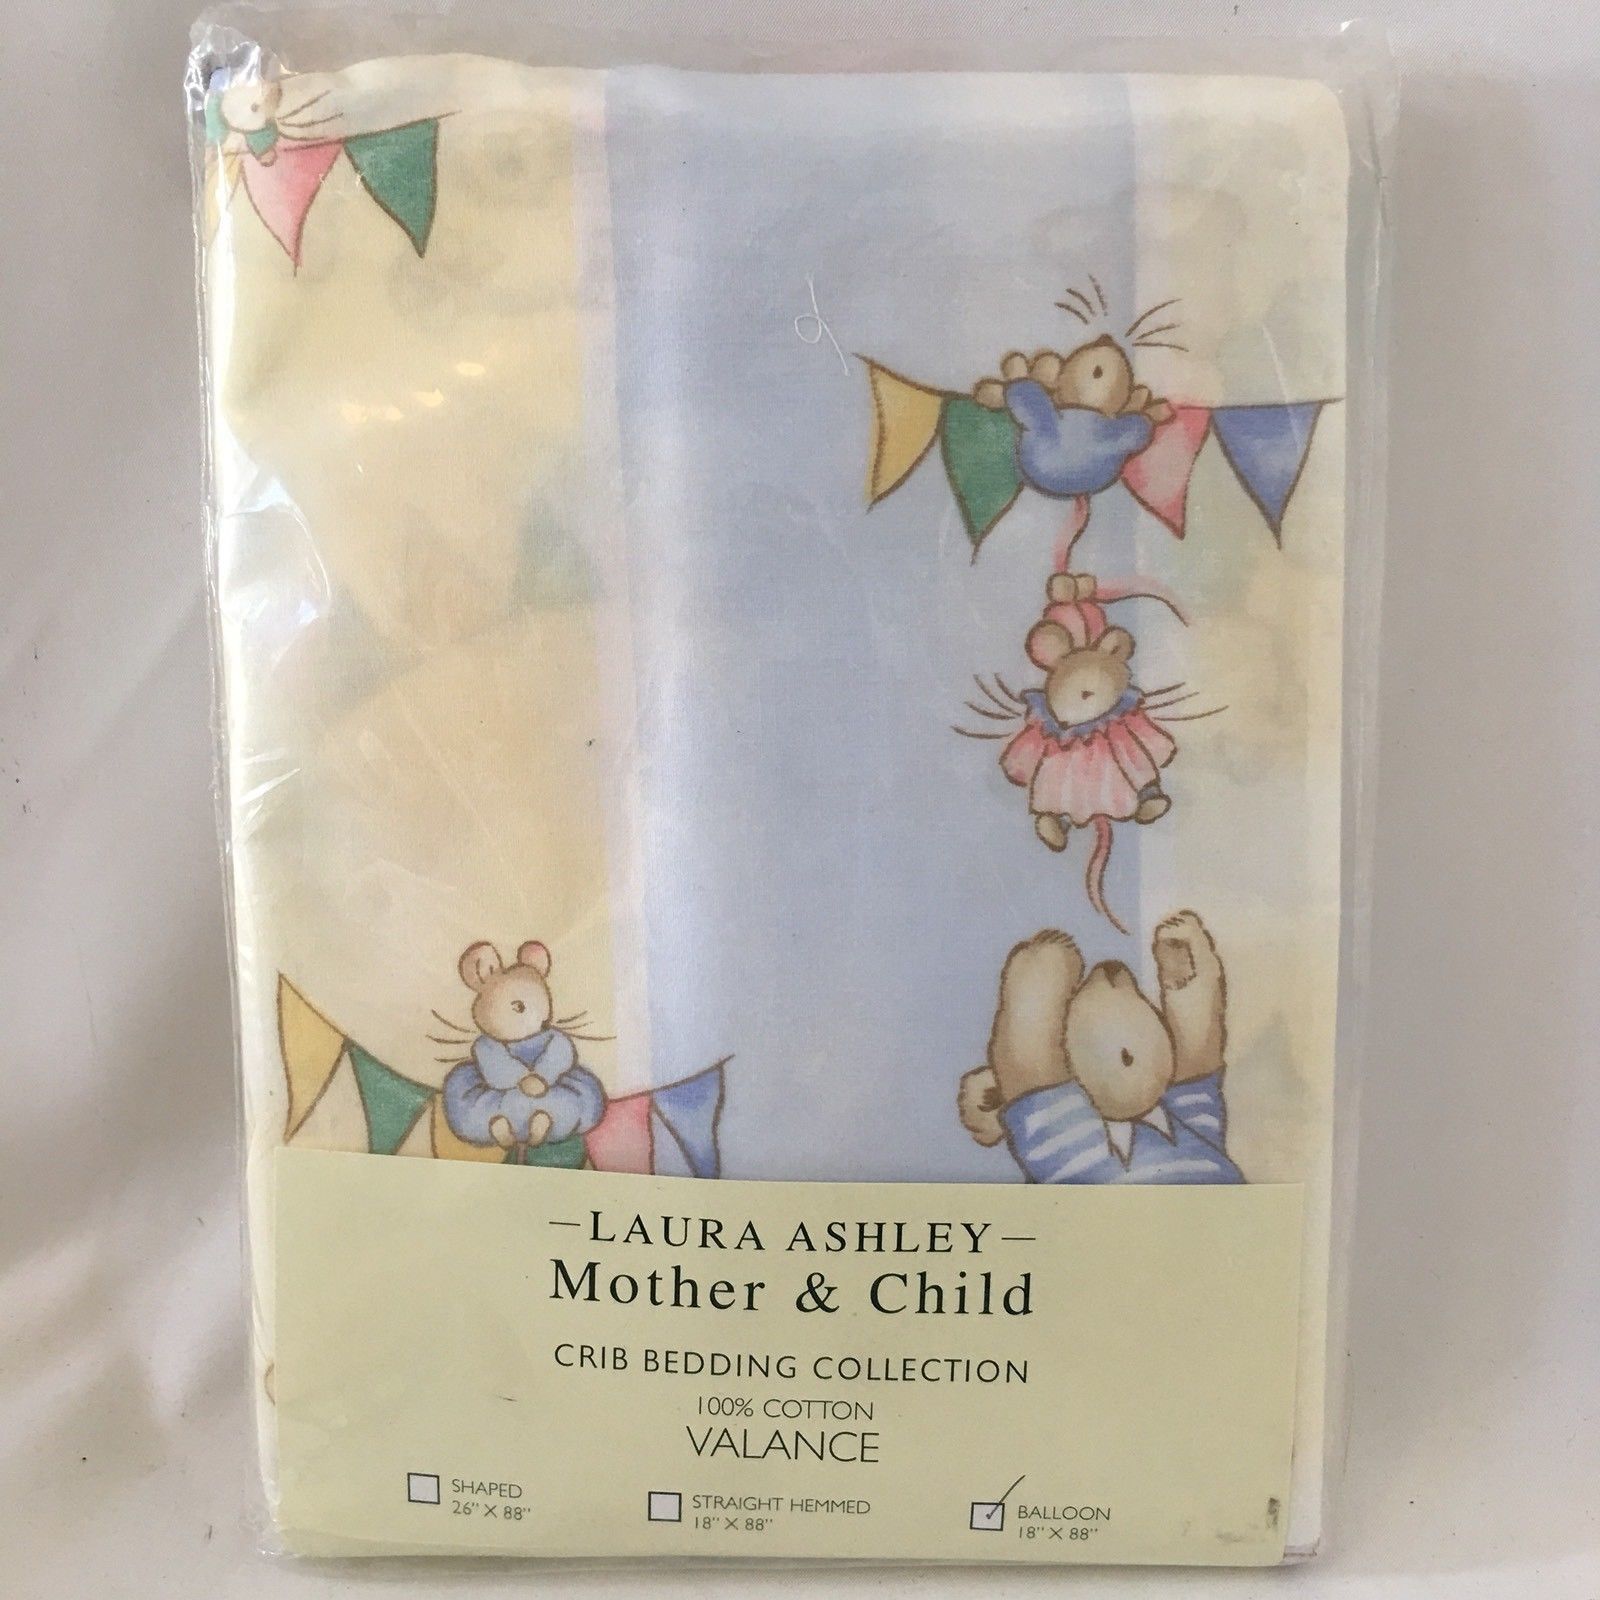 —LAURA ASHLEY—
Mother & Child
CRIB BEDDING COLLECTION
100% COTTON
VALANCE
SHAPED
26" X 88"
STRAIGHT HEMMED
18" X 88"
BALLOON
18" X 88"